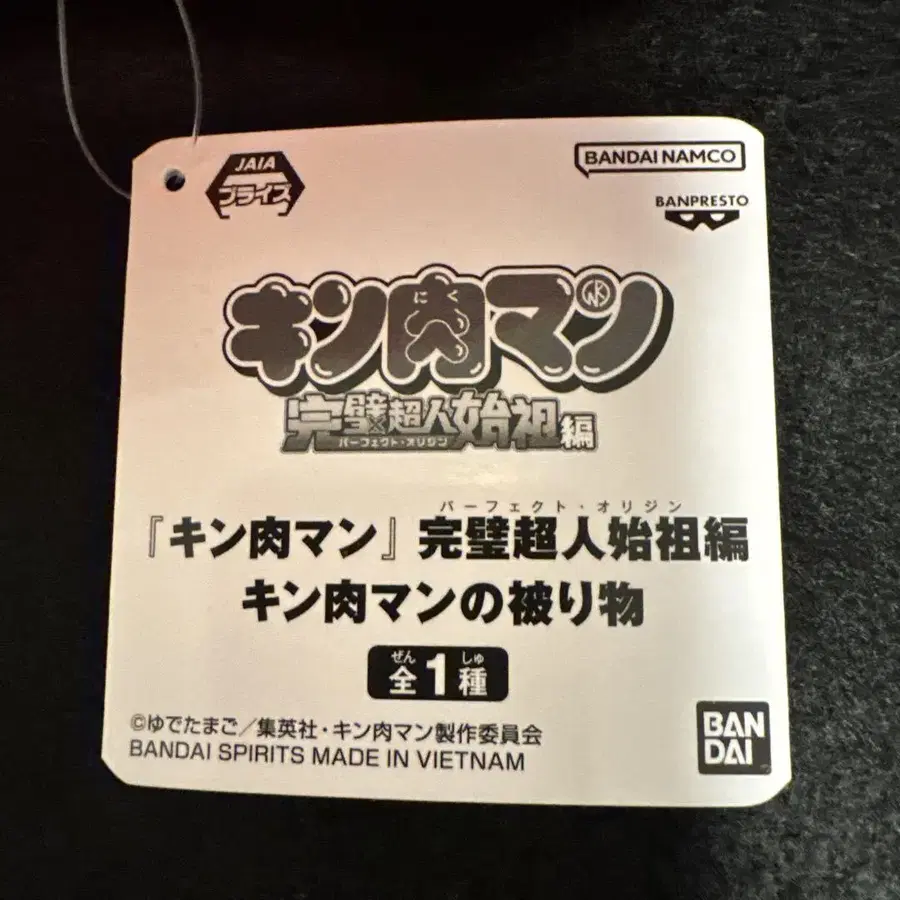 JAIA
プライズ
BANDAI NAMCO
BANPRESTO
にく
キン肉マン
完璧超人始祖編
パーフェクト・オリジン
パーフェクト・オリジン
『キン肉マン』完璧超人始祖編
キン肉マンの被り物
ぜん しゅ
全1種
©ゆでたまご/集英社・キン肉マン製作委員会
BANDAI SPIRITS MADE IN VIETNAM
BAN
DAI